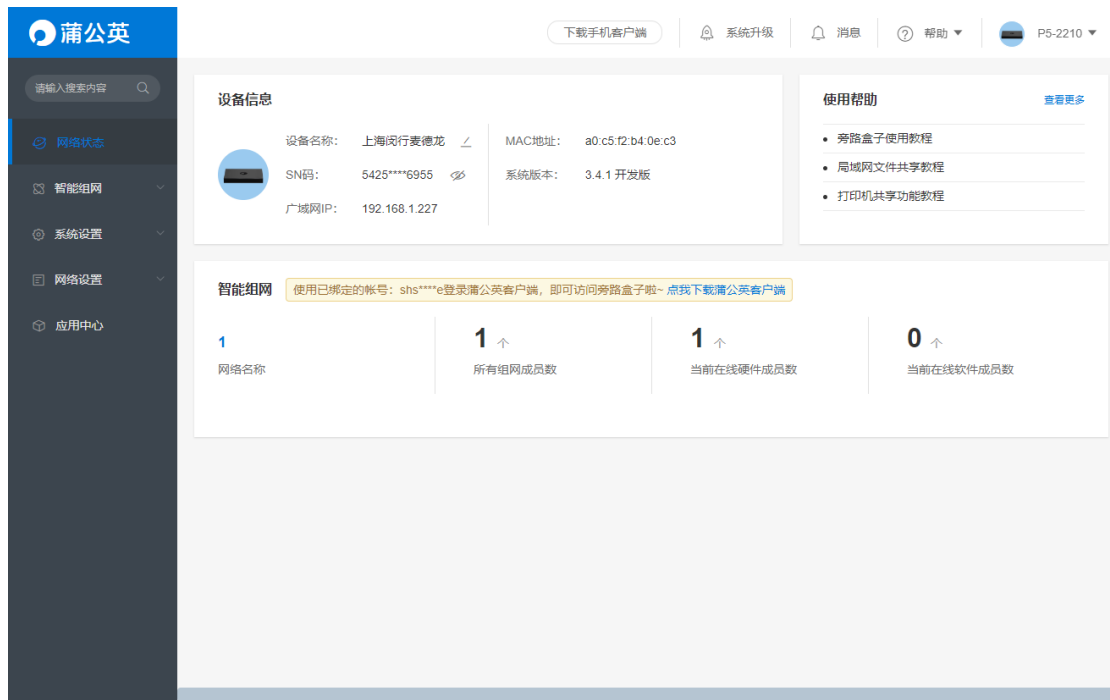 蒲公英
下载手机客户端
系统升级
消息
帮助
P5-2210
请输入搜索内容
网络状态
智能组网
系统设置
网络设置
应用中心
设备信息
设备名称: 上海闵行麦德龙
SN码: 5425****6955
广域网IP: 192.168.1.227
MAC地址: a0:c5:f2:b4:0e:c3
系统版本: 3.4.1 开发版
使用帮助
查看更多
旁路盒子使用教程
局域网文件共享教程
打印机共享功能教程
智能组网
使用已绑定的帐号：shs****e登录蒲公英客户端，即可访问旁路盒子啦~ 点我下载蒲公英客户端
1
网络名称
1 个
所有组网成员数
1 个
当前在线硬件成员数
0 个
当前在线软件成员数